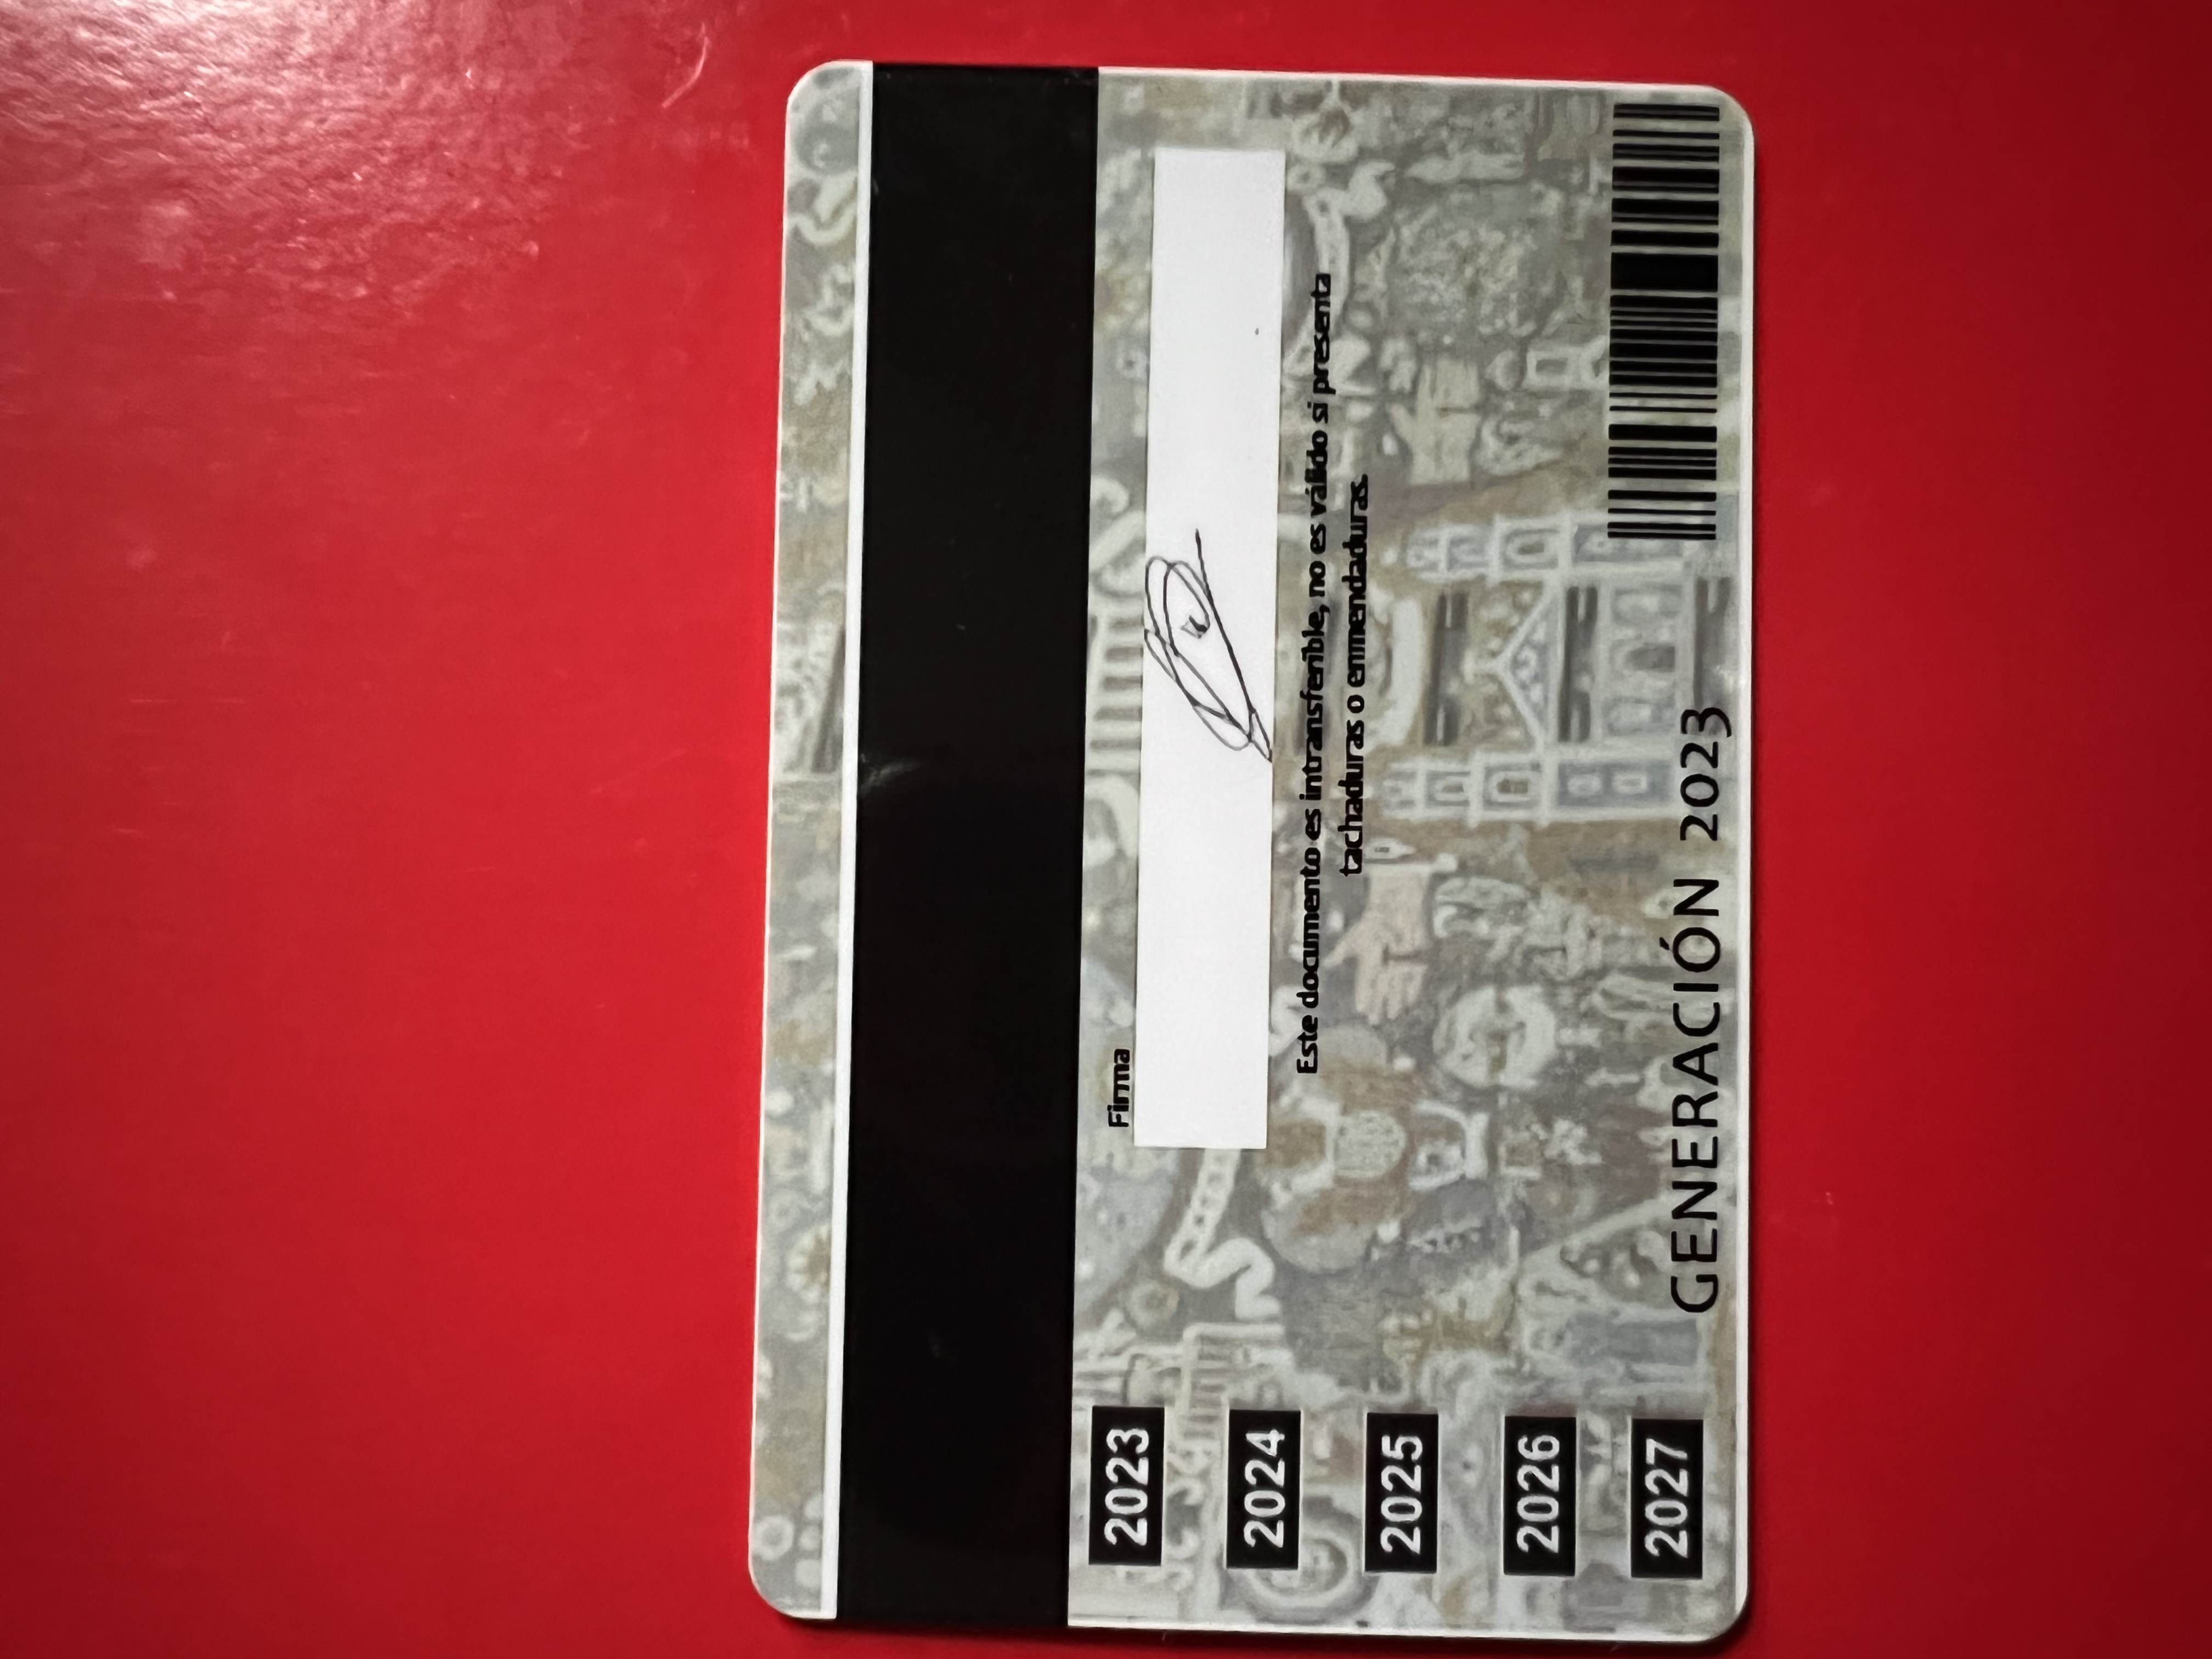 Firma
Este documento es intransferible, no es válido si presenta
tachaduras o enmendaduras.
GENERACIÓN 2023
2023
2024
2025
2026
2027